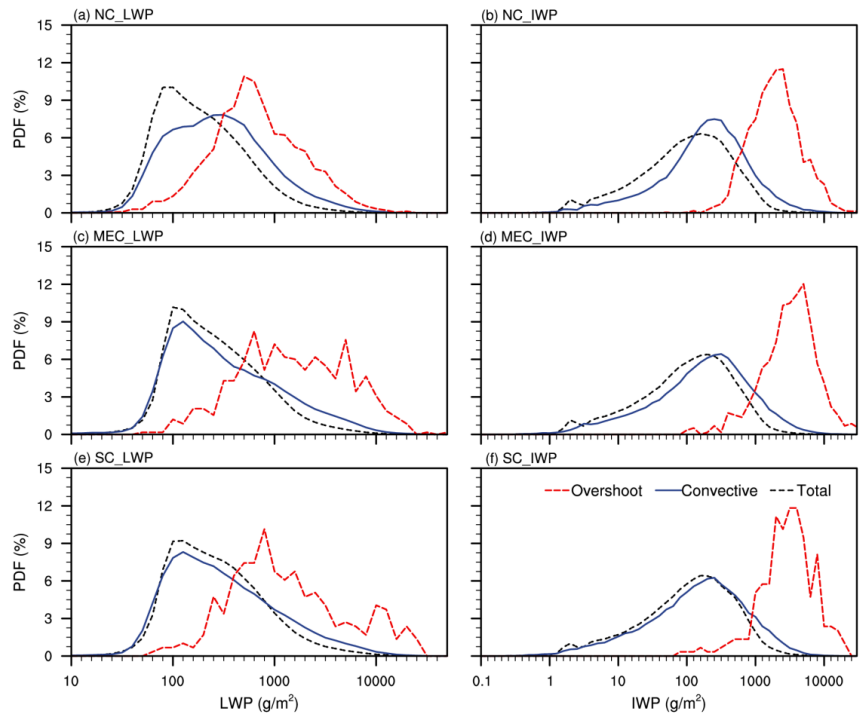 (a) NC_LWP
(b) NC_IWP
15
12
9
6
3
0
PDF (%)
15
12
9
6
3
0
PDF (%)
(c) MEC_LWP
(d) MEC_IWP
15
12
9
6
3
0
PDF (%)
15
12
9
6
3
0
PDF (%)
(e) SC_LWP
(f) SC_IWP
15
12
9
6
3
0
PDF (%)
15
12
9
6
3
0
PDF (%)
Overshoot Convective Total
10 100 1000 10000
0.1 1 10 100 1000 10000
LWP (g/m²)
IWP (g/m²)